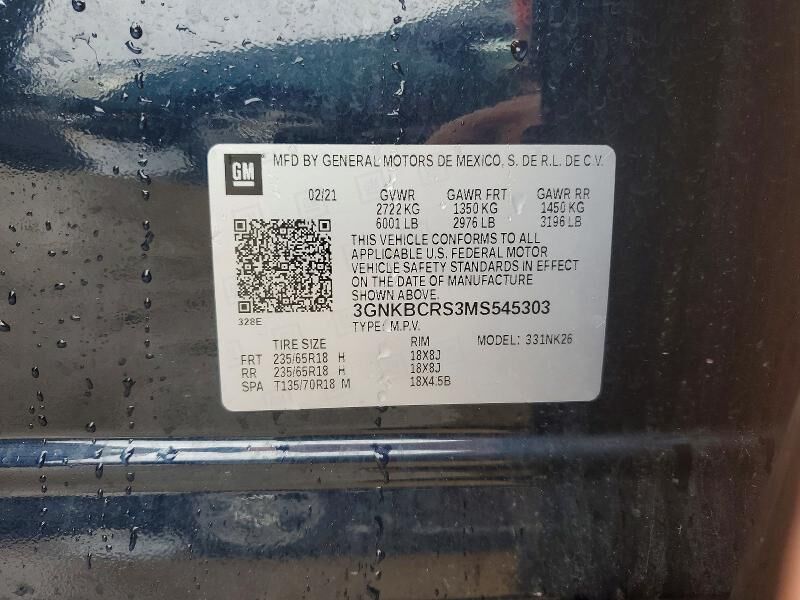 GM MFD BY GENERAL MOTORS DE MEXICO, S. DE R.L. DE C.V.
02/21 GVWR GAWR FRT GAWR RR
2722 KG 1350 KG 1450 KG
6001 LB 2976 LB 3196 LB
THIS VEHICLE CONFORMS TO ALL
APPLICABLE U.S. FEDERAL MOTOR
VEHICLE SAFETY STANDARDS IN EFFECT
ON THE DATE OF MANUFACTURE
SHOWN ABOVE.
3GNKBCRS3MS545303
328E
TYPE: M.P.V.
TIRE SIZE RIM MODEL: 331NK26
FRT 235/65R18 H 18X8J
RR 235/65R18 H 18X8J
SPA T135/70R18 M 18X4.5B